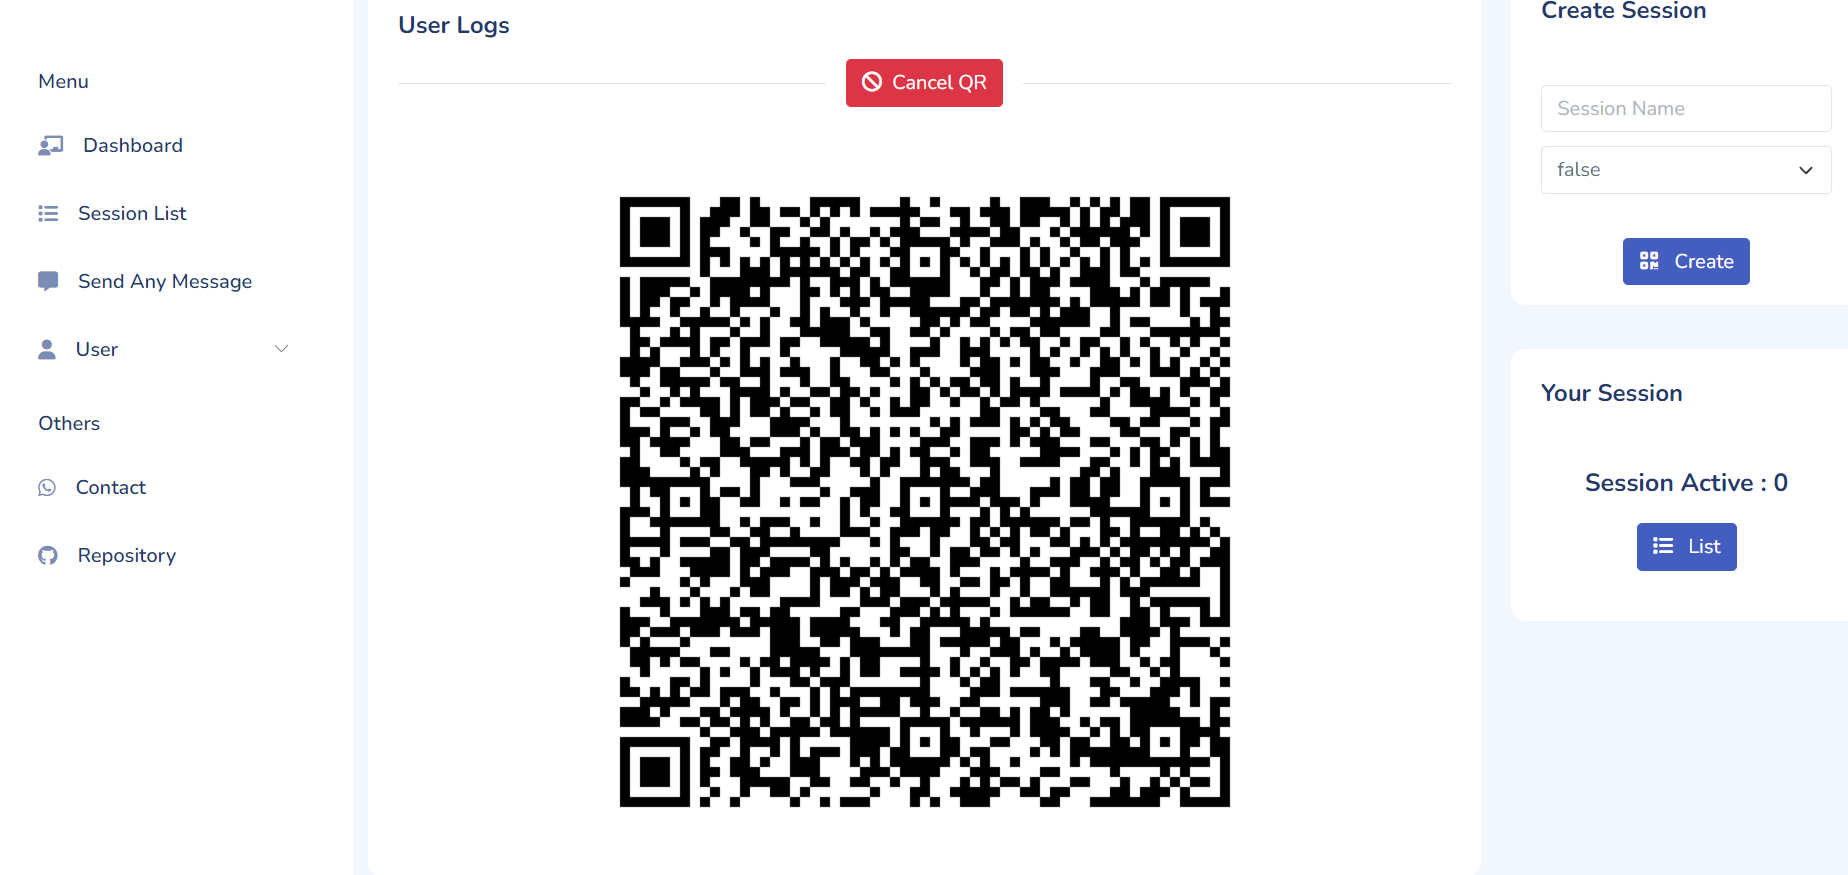 Menu
Dashboard
Session List
Send Any Message
User
Others
Contact
Repository
User Logs
Cancel QR
Create Session
Session Name
false
Create
Your Session
Session Active : 0
List